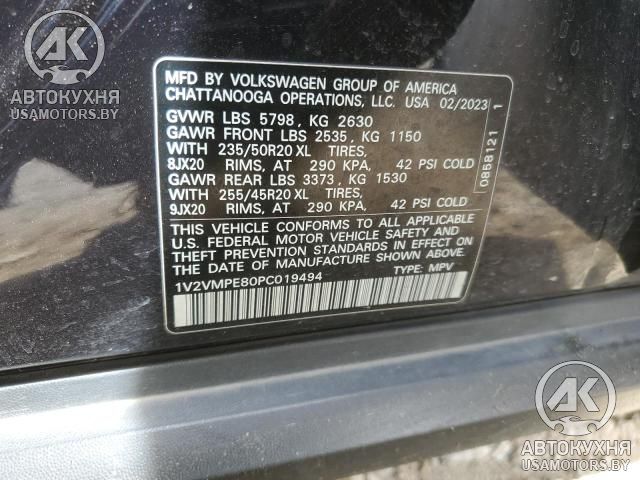 AK
АВТОКУХНЯ
USAMOTORS.BY
MFD BY VOLKSWAGEN GROUP OF AMERICA
CHATTANOOGA OPERATIONS, LLC. USA 02/2023
GVWR LBS 5798, KG 2630
GAWR FRONT LBS 2535, KG 1150
WITH 235/50R20 XL TIRES,
8JX20 RIMS, AT 290 KPA, 42 PSI COLD
GAWR REAR LBS 3373, KG 1530
WITH 255/45R20 XL TIRES,
9JX20 RIMS, AT 290 KPA, 42 PSI COLD
THIS VEHICLE CONFORMS TO ALL APPLICABLE
U.S. FEDERAL MOTOR VEHICLE SAFETY AND
THEFT PREVENTION STANDARDS IN EFFECT ON
THE DATE OF MANUFACTURE SHOWN ABOVE.
1V2VMPE80PC019494 TYPE: MPV
0858121 1
AK
АВТОКУХНЯ
USAMOTORS.BY